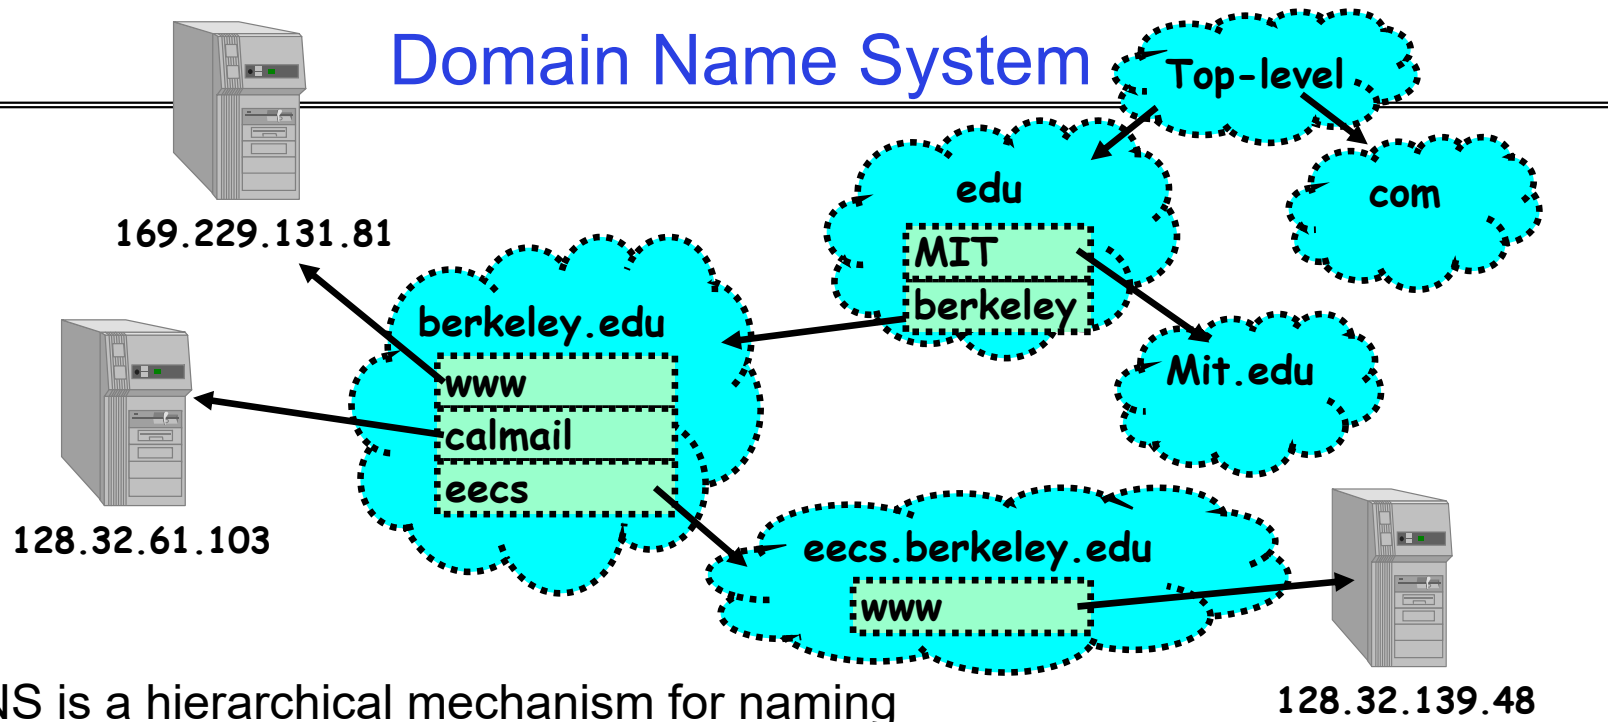 Domain Name System
Top-level
edu
com
169.229.131.81
MIT
berkeley
berkeley.edu
Mit.edu
www
calmail
eecs
128.32.61.103
eecs.berkeley.edu
www
128.32.139.48
is a hierarchical mechanism for naming